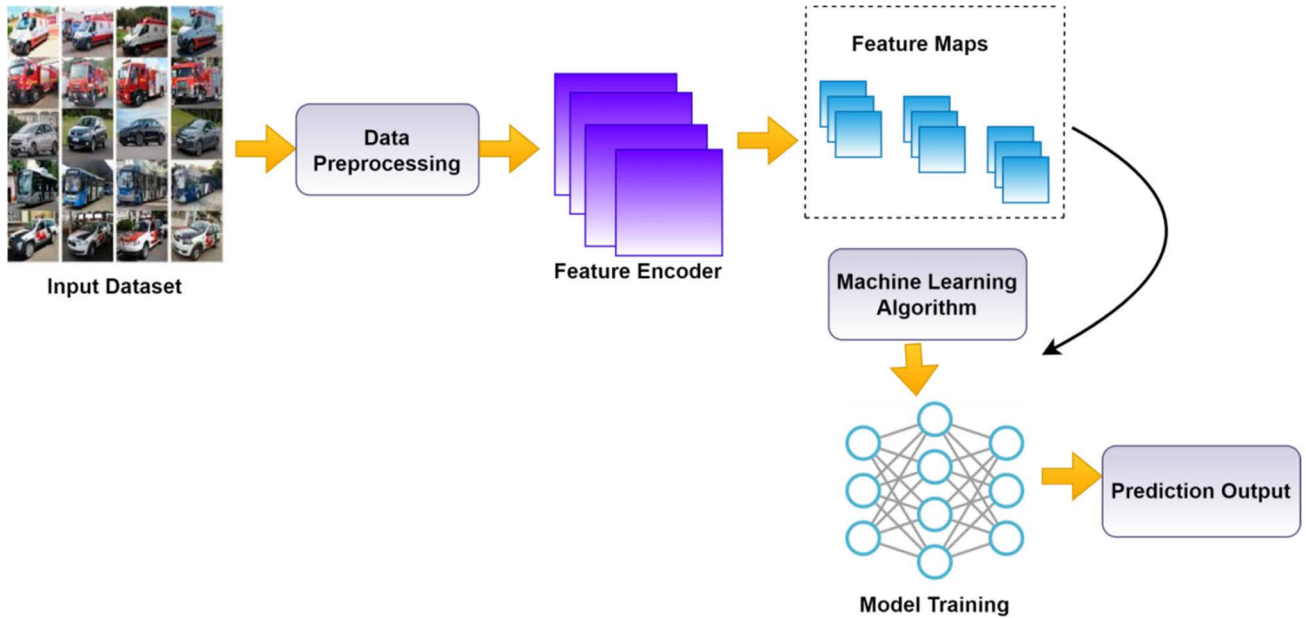 Feature Maps
Data
Preprocessing
Feature Encoder
Input Dataset
Machine Learning
Algorithm
Prediction Output
Model Training